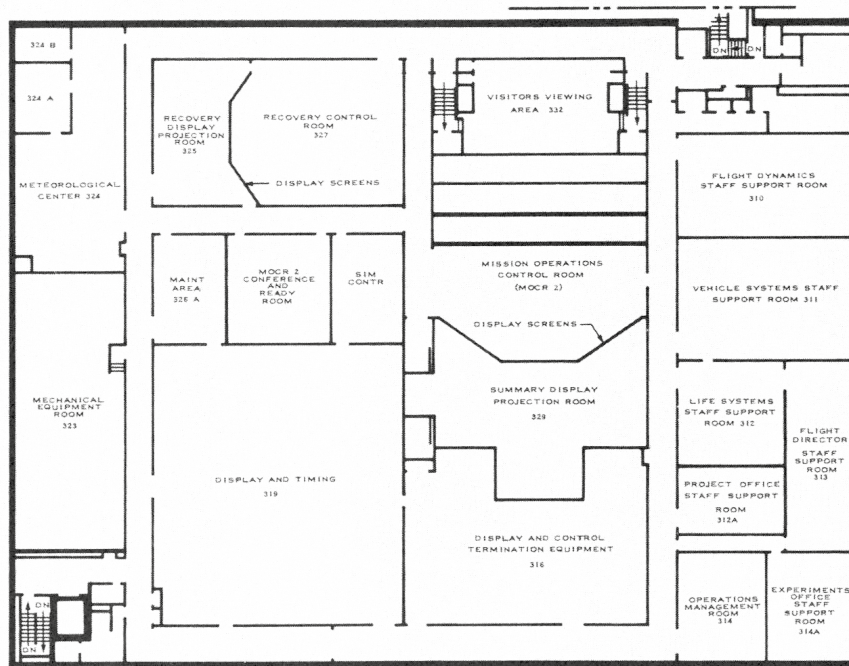 DN
DN
324 B
324 A
VISITORS VIEWING
AREA 332
RECOVERY
DISPLAY
PROJECTION
ROOM
325
RECOVERY CONTROL
ROOM
327
DISPLAY SCREENS
METEOROLOGICAL
CENTER 324
FLIGHT DYNAMICS
STAFF SUPPORT ROOM
310
MAINT
AREA
326 A
MOCR 2
CONFERENCE
AND
READY
ROOM
SIM
CONTR
MISSION OPERATIONS
CONTROL ROOM
(MOCR 2)
VEHICLE SYSTEMS STAFF
SUPPORT ROOM 311
DISPLAY SCREENS
MECHANICAL
EQUIPMENT
ROOM
323
SUMMARY DISPLAY
PROJECTION ROOM
329
LIFE SYSTEMS
STAFF SUPPORT
ROOM 312
FLIGHT
DIRECTOR
STAFF
SUPPORT
ROOM
313
DISPLAY AND TIMING
319
PROJECT OFFICE
STAFF SUPPORT
ROOM
312A
DISPLAY AND CONTROL
TERMINATION EQUIPMENT
316
OPERATIONS
MANAGEMENT
ROOM
314
EXPERIMENTS
OFFICE
STAFF
SUPPORT
ROOM
314A
DN
DN